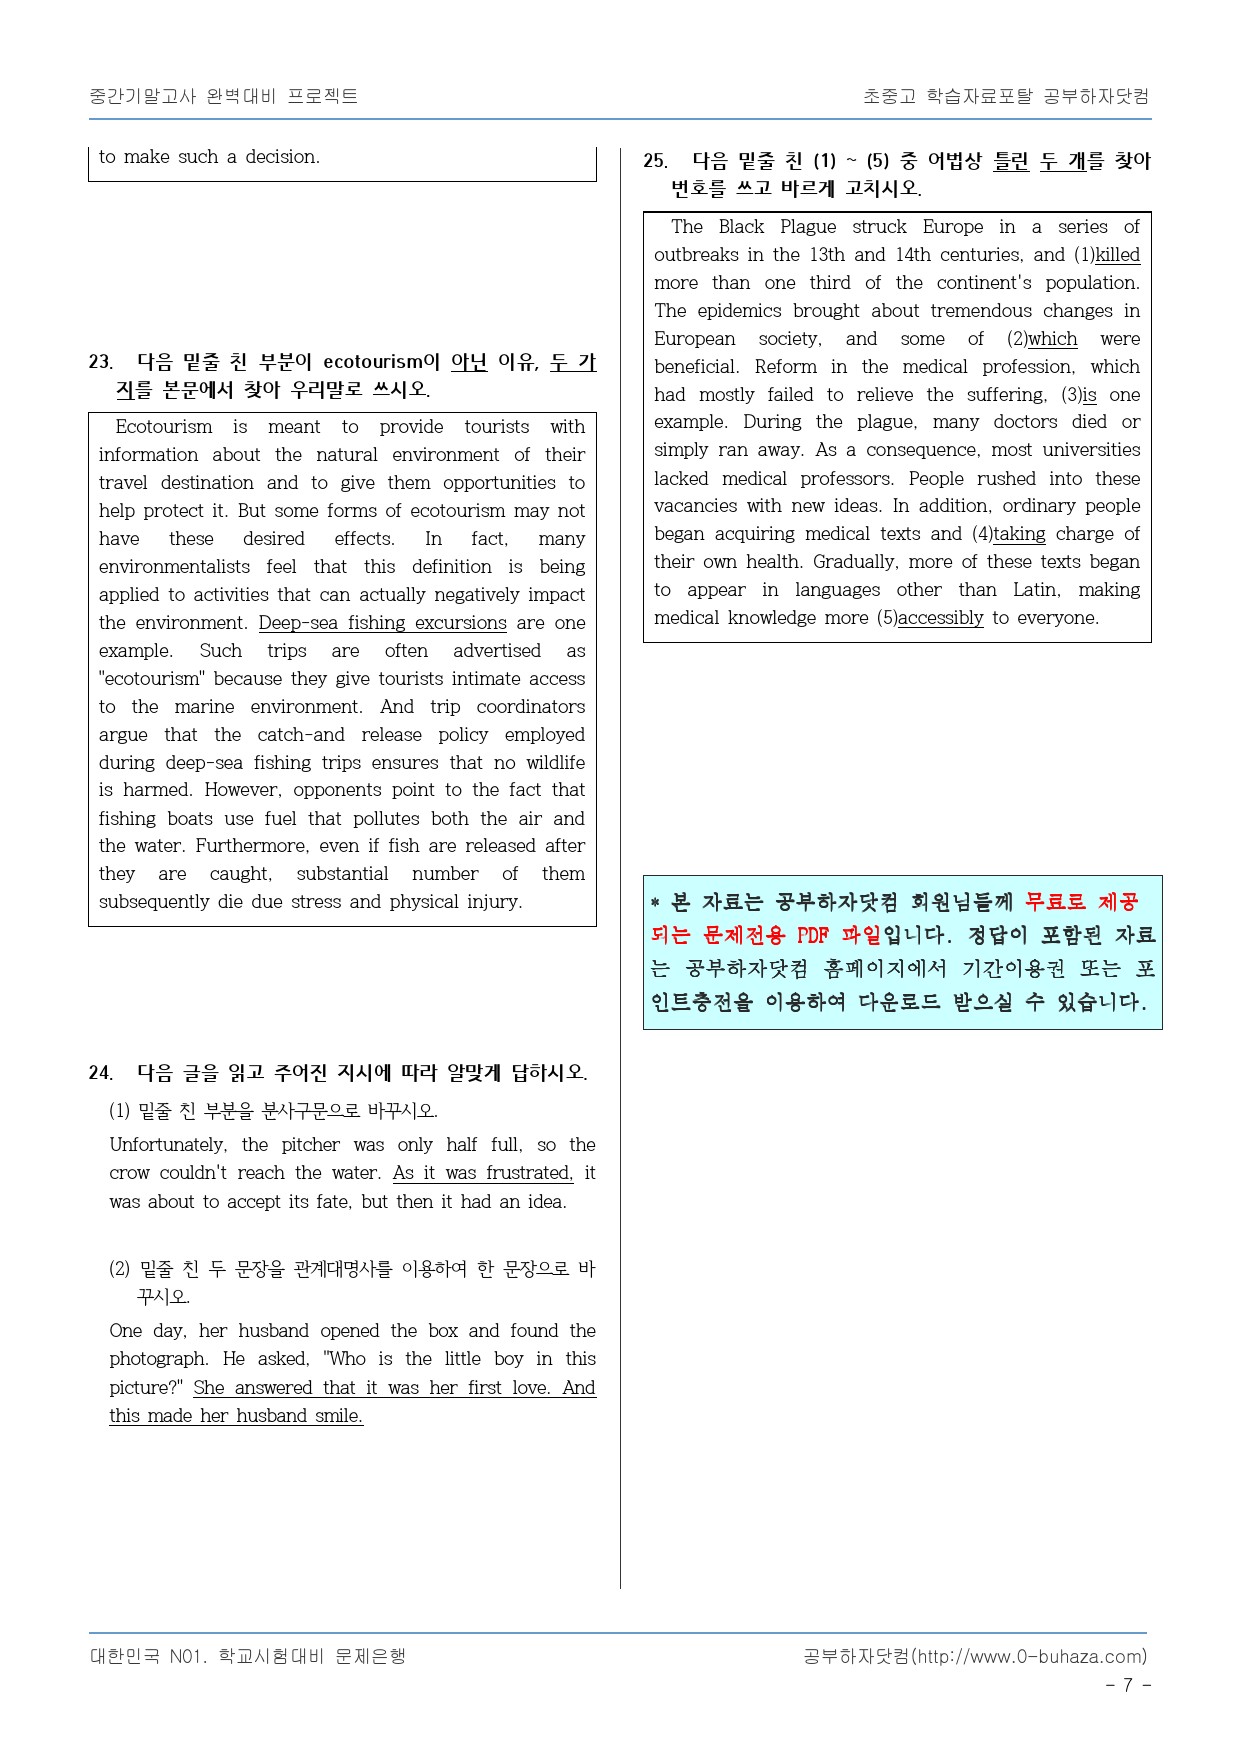 중간기말고사 완벽대비 프로젝트
초중고 학습자료포탈 공부하자닷컴
to make such a decision.
23. 다음 밑줄 친 부분이 ecotourism이 아닌 이유, 두 가
지를 본문에서 찾아 우리말로 쓰시오.
Ecotourism is meant to provide tourists with
information about the natural environment of their
travel destination and to give them opportunities to
help protect it. But some forms of ecotourism may not
have these desired effects. In fact, many
environmentalists feel that this definition is being
applied to activities that can actually negatively impact
the environment. Deep-sea fishing excursions are one
example. Such trips are often advertised as
"ecotourism" because they give tourists intimate access
to the marine environment. And trip coordinators
argue that the catch-and release policy employed
during deep-sea fishing trips ensures that no wildlife
is harmed. However, opponents point to the fact that
fishing boats use fuel that pollutes both the air and
the water. Furthermore, even if fish are released after
they are caught, substantial number of them
subsequently die due stress and physical injury.
24. 다음 글을 읽고 주어진 지시에 따라 알맞게 답하시오.
(1) 밑줄 친 부분을 분사구문으로 바꾸시오.
Unfortunately, the pitcher was only half full, so the
crow couldn't reach the water. As it was frustrated, it
was about to accept its fate, but then it had an idea.
(2) 밑줄 친 두 문장을 관계대명사를 이용하여 한 문장으로 바
꾸시오.
One day, her husband opened the box and found the
photograph. He asked, "Who is the little boy in this
picture?" She answered that it was her first love. And
this made her husband smile.
25. 다음 밑줄 친 (1) ~ (5) 중 어법상 틀린 두 개를 찾아
번호를 쓰고 바르게 고치시오.
The Black Plague struck Europe in a series of
outbreaks in the 13th and 14th centuries, and (1)killed
more than one third of the continent's population.
The epidemics brought about tremendous changes in
European society, and some of (2)which were
beneficial. Reform in the medical profession, which
had mostly failed to relieve the suffering, (3)is one
example. During the plague, many doctors died or
simply ran away. As a consequence, most universities
lacked medical professors. People rushed into these
vacancies with new ideas. In addition, ordinary people
began acquiring medical texts and (4)taking charge of
their own health. Gradually, more of these texts began
to appear in languages other than Latin, making
medical knowledge more (5)accessibly to everyone.
* 본 자료는 공부하자닷컴 회원님들께 무료로 제공
되는 문제전용 PDF 파일입니다. 정답이 포함된 자료
는 공부하자닷컴 홈페이지에서 기간이용권 또는 포
인트충전을 이용하여 다운로드 받으실 수 있습니다.
대한민국 NO1. 학교시험대비 문제은행
공부하자닷컴(http://www.0-buhaza.com)
- 7 -